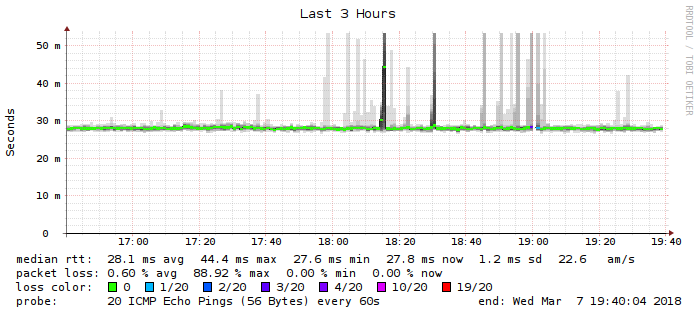 Last 3 Hours
RRDTOOL / TOBI OETIKER
Seconds
50 m
40 m
30 m
20 m
10 m
0
17:00 17:20 17:40 18:00 18:20 18:40 19:00 19:20 19:40
median rtt: 28.1 ms avg 44.4 ms max 27.6 ms min 27.8 ms now 1.2 ms sd 22.6 am/s
packet loss: 0.60 % avg 88.92 % max 0.00 % min 0.00 % now
loss color: 0 1/20 2/20 3/20 4/20 10/20 19/20
probe: 20 ICMP Echo Pings (56 Bytes) every 60s end: Wed Mar 7 19:40:04 2018